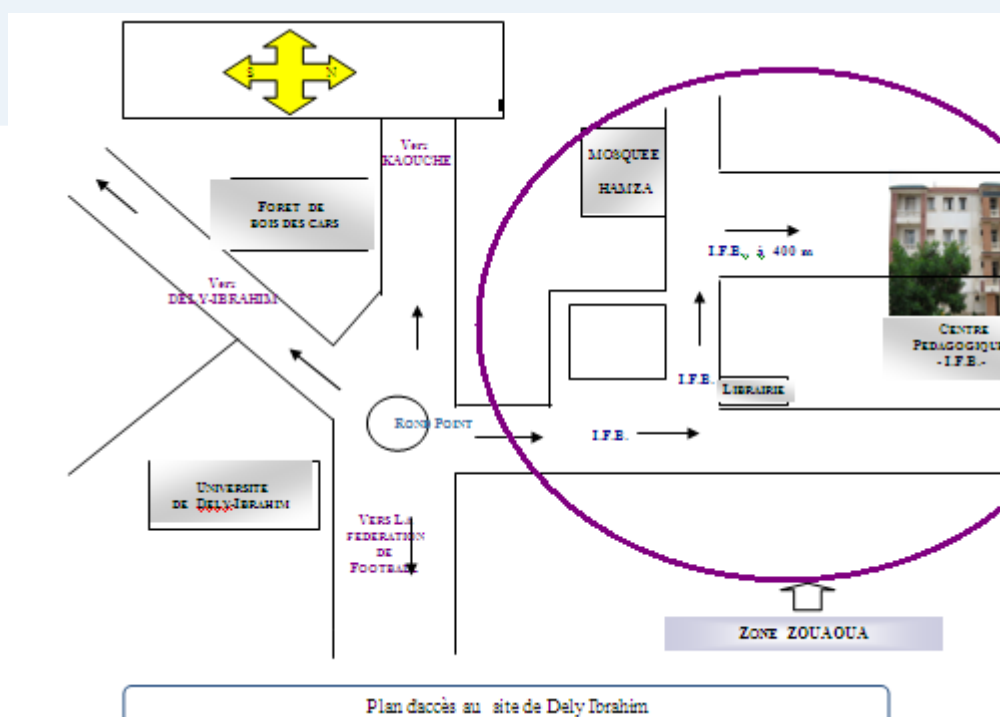 S N
Vers
KAOUCHE
MOSQUEE
HAMZA
FORET DE
BOIS DES CARS
I.F.B. à 400 m
Vers
DELY-IBRAHIM
CENTRE
PEDAGOGIQUE
- I.F.B.-
I.F.B.
LIBRAIRIE
ROND POINT
I.F.B.
UNIVERSITE
DE DELY-IBRAHIM
VERS LA
FEDERATION
DE
FOOTBALL
ZONE ZOUAOUA
Plan daccès au site de Dely Ibrahim